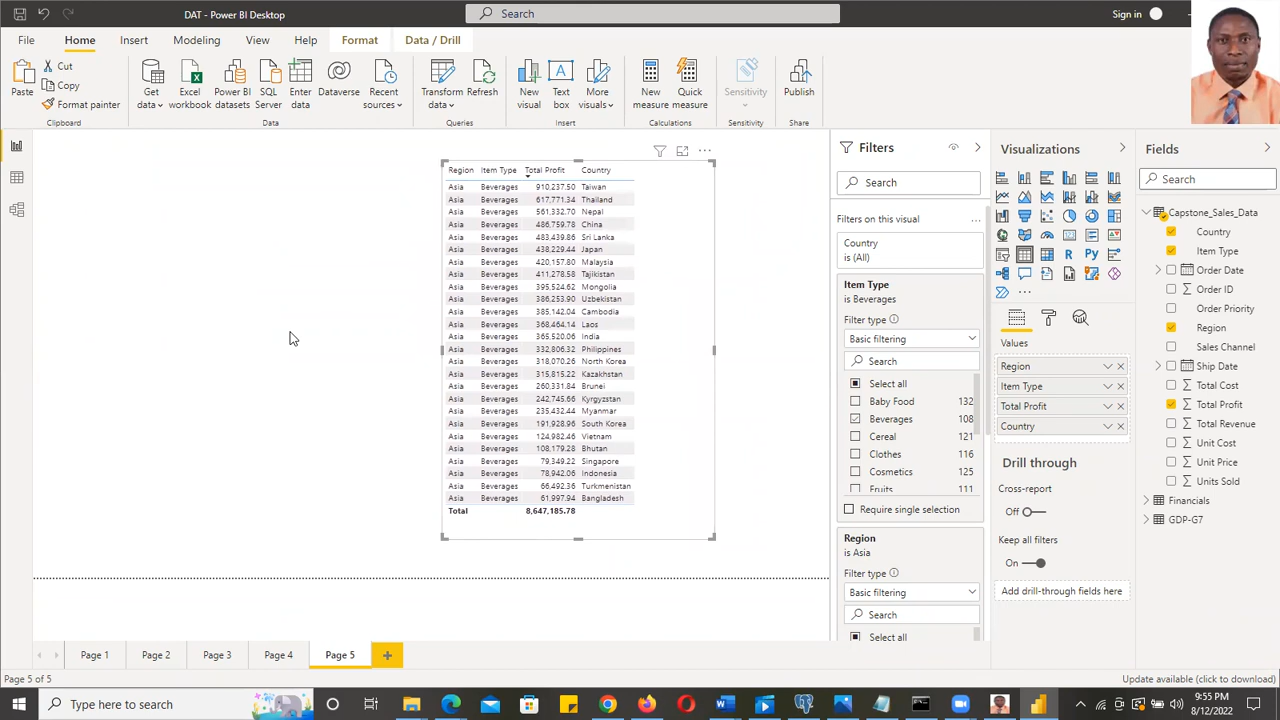 DAT - Power BI Desktop
Search
Sign in
File Home Insert Modeling View Help Format Data / Drill
Paste
Cut
Copy
Format painter
Clipboard
Get data
Excel workbook
Power BI datasets
SQL Server
Enter data
Dataverse
Recent sources
Data
Transform data
Refresh
Queries
New visual
Text box
More visuals
Insert
New measure
Quick measure
Calculations
Sensitivity
Sensitivity
Publish
Share
Region Item Type Total Profit Country
Asia Beverages 910,237.50 Taiwan
Asia Beverages 617,771.34 Thailand
Asia Beverages 561,332.70 Nepal
Asia Beverages 486,759.78 China
Asia Beverages 483,439.86 Sri Lanka
Asia Beverages 438,229.44 Japan
Asia Beverages 420,157.80 Malaysia
Asia Beverages 411,278.58 Tajikistan
Asia Beverages 395,524.62 Mongolia
Asia Beverages 386,253.90 Uzbekistan
Asia Beverages 385,142.04 Cambodia
Asia Beverages 368,464.14 Laos
Asia Beverages 365,520.06 India
Asia Beverages 332,806.32 Philippines
Asia Beverages 318,070.26 North Korea
Asia Beverages 315,815.22 Kazakhstan
Asia Beverages 260,331.84 Brunei
Asia Beverages 242,745.66 Kyrgyzstan
Asia Beverages 235,432.44 Myanmar
Asia Beverages 191,928.96 South Korea
Asia Beverages 124,982.46 Vietnam
Asia Beverages 108,179.28 Bhutan
Asia Beverages 79,349.22 Singapore
Asia Beverages 78,942.06 Indonesia
Asia Beverages 66,492.36 Turkmenistan
Asia Beverages 61,997.94 Bangladesh
Total 8,647,185.78
Filters
Search
Filters on this visual ...
Country
is (All)
Item Type
is Beverages
Filter type
Basic filtering
Search
Select all
Baby Food 132
Beverages 108
Cereal 121
Clothes 116
Cosmetics 125
Fruits 111
Require single selection
Region
is Asia
Filter type
Basic filtering
Search
Select all
Visualizations
R Py
...
Values
Region
Item Type
Total Profit
Country
Drill through
Cross-report
Off
Keep all filters
On
Add drill-through fields here
Fields
Search
Capstone_Sales_Data
Country
Item Type
Order Date
Order ID
Order Priority
Region
Sales Channel
Ship Date
Total Cost
Total Profit
Total Revenue
Unit Cost
Unit Price
Units Sold
Financials
GDP-G7
Page 1 Page 2 Page 3 Page 4 Page 5
Page 5 of 5
Update available (click to download)
Type here to search
9:55 PM
8/12/2022